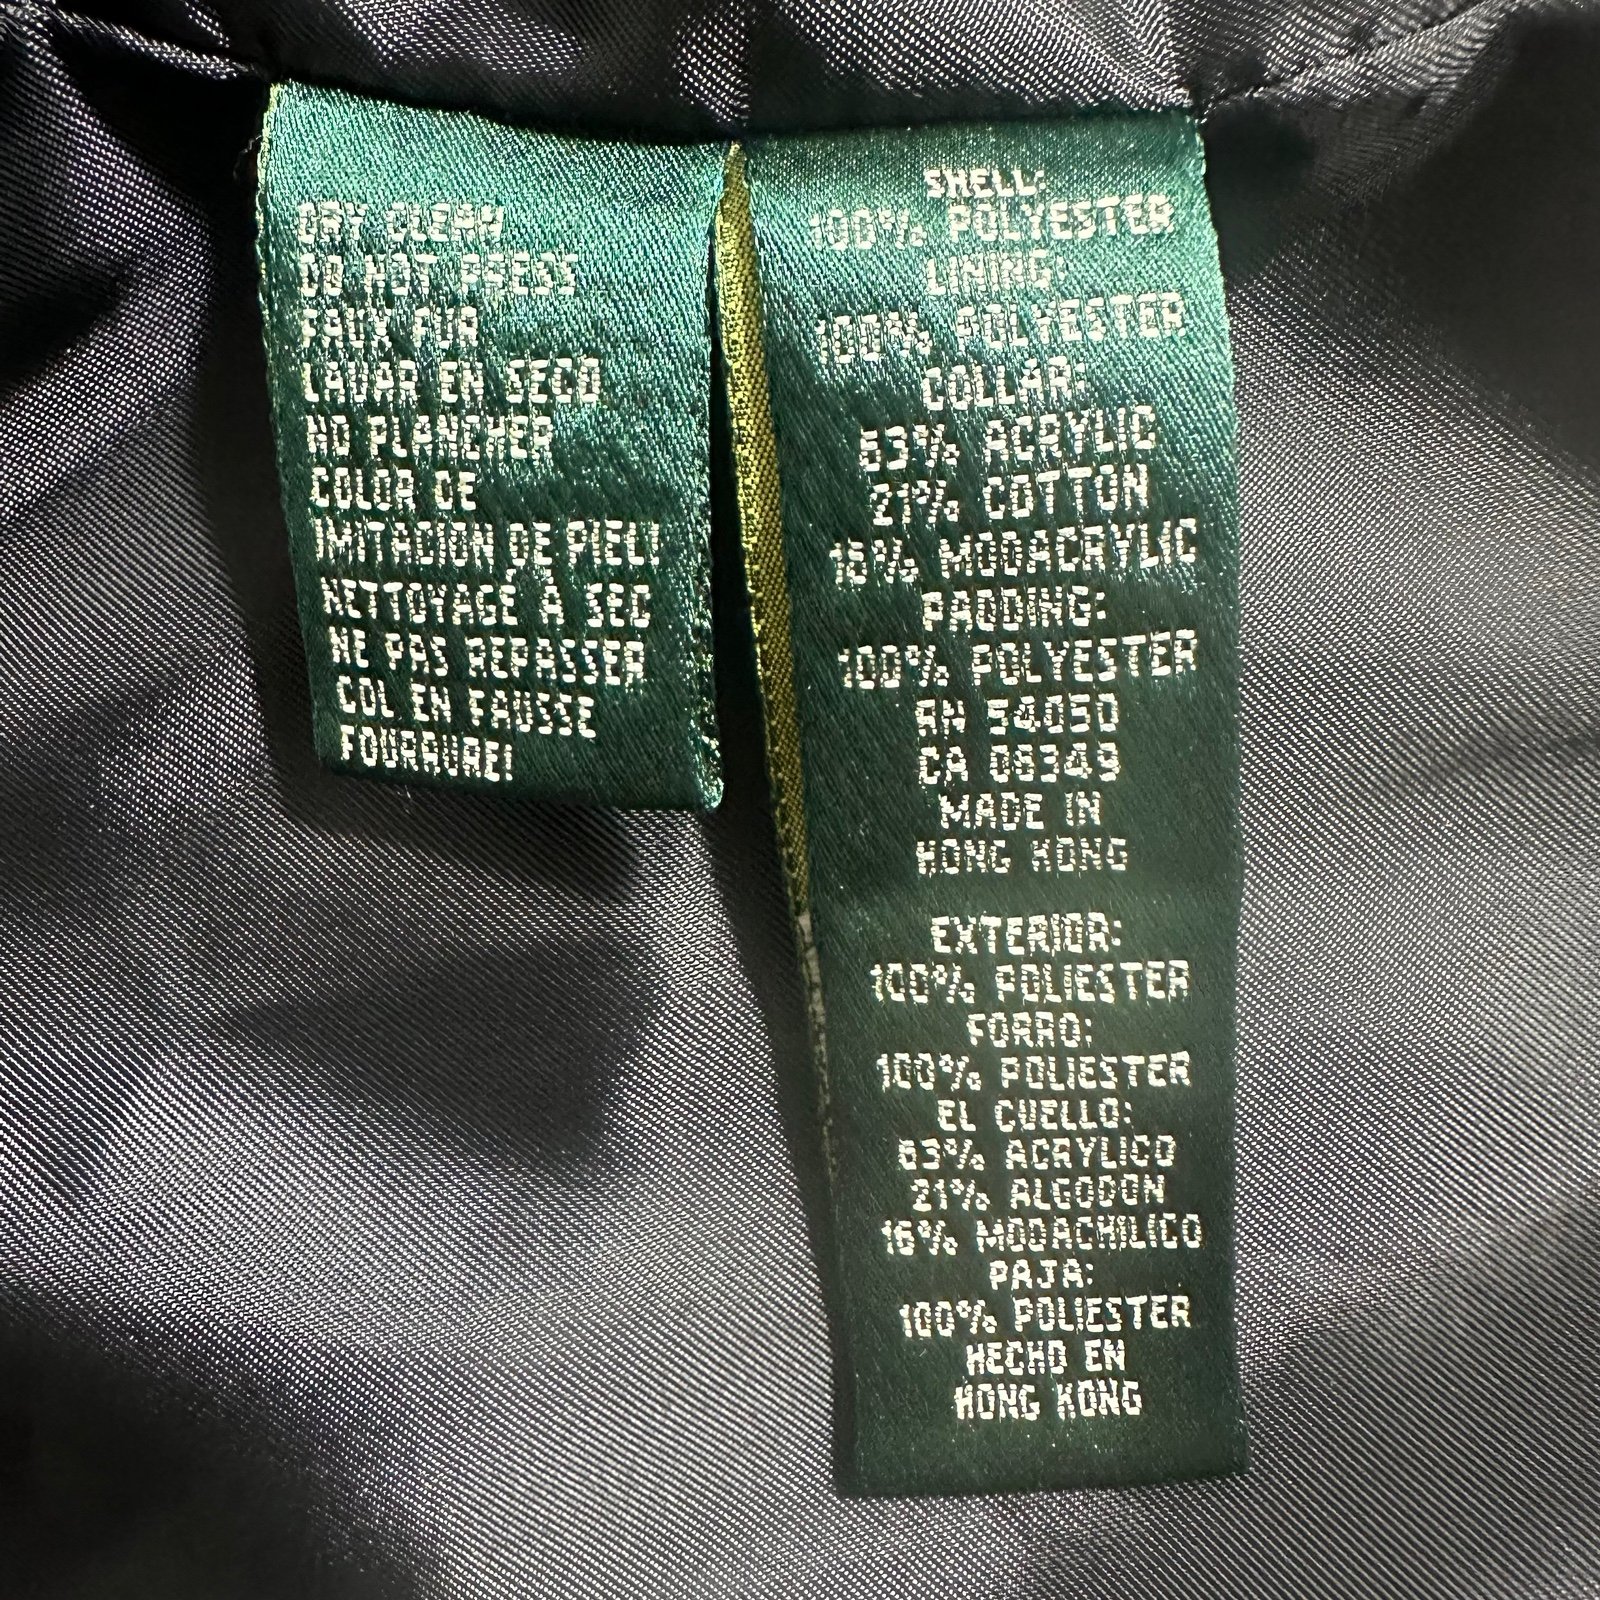 DRY CLEAN
DO NOT PRESS
FAUX FUR
LAVAR EN SECO
NO PLANCHER
COLOR DE
IMITACION DE PIEL!
NETTOYAGE À SEC
NE PAS REPASSER
COL EN FAUSSE
FOURRURE!
SHELL:
100% POLYESTER
LINING:
100% POLYESTER
COLLAR:
63% ACRYLIC
21% COTTON
16% MODACRYLIC
PADDING:
100% POLYESTER
RN 54050
CA 06349
MADE IN
HONG KONG
EXTERIOR:
100% POLIESTER
FORRO:
100% POLIESTER
EL CUELLO:
63% ACRYLICO
21% ALGODON
16% MODACHILICO
PAJA:
100% POLIESTER
HECHO EN
HONG KONG